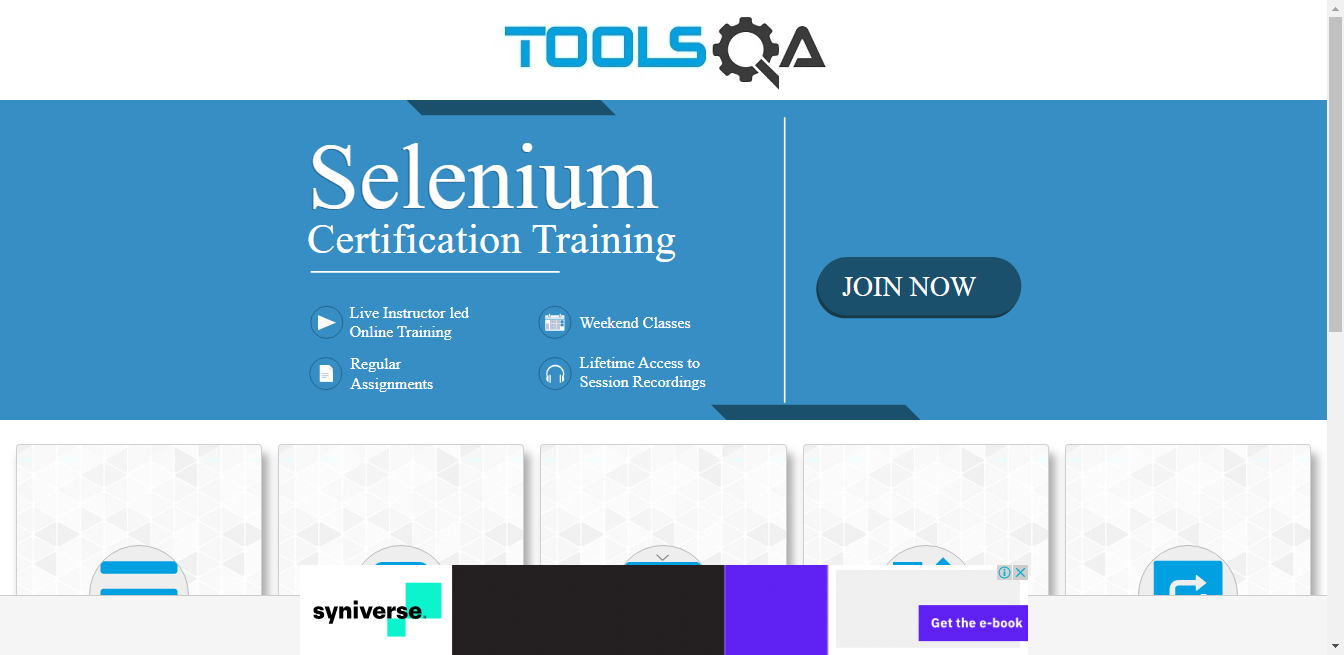 TOOLSQA
Selenium
Certification Training
Live Instructor led
Online Training
Weekend Classes
Regular
Assignments
Lifetime Access to
Session Recordings
JOIN NOW
syniverse.
Get the e-book